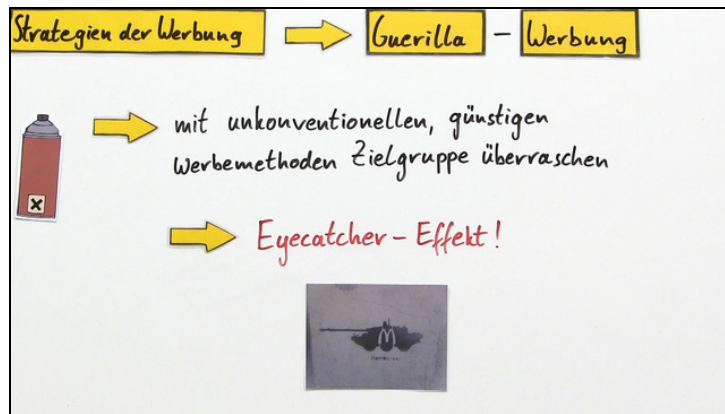 Strategien der Werbung Guerilla - Werbung
mit unkonventionellen, günstigen
Werbemethoden Zielgruppe überraschen
Eyecatcher - Effekt!
M